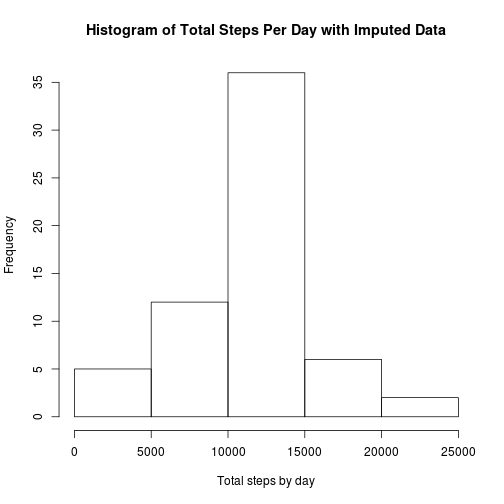 Histogram of Total Steps Per Day with Imputed Data
Frequency
35
30
25
20
15
10
5
0
0 5000 10000 15000 20000 25000
Total steps by day